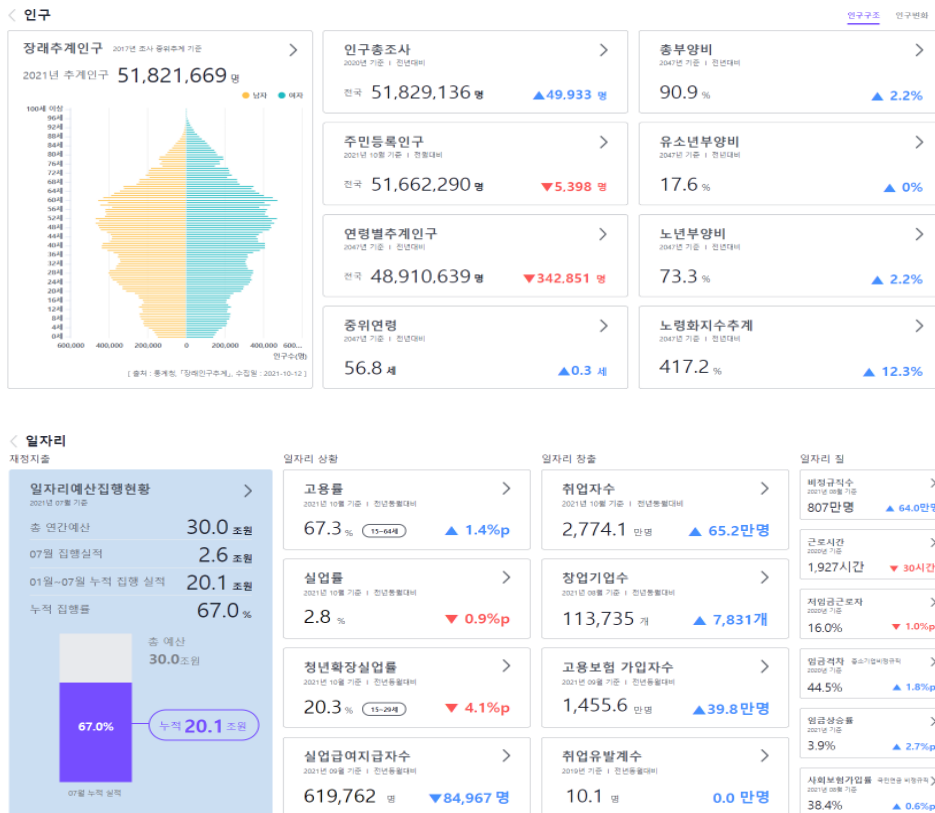 인구
인구구조 인구변화
장래추계인구 2017년 조사 중위추계 기준
2021년 추계인구 51,821,669 명
남자 여자
100세 이상
96세
92세
88세
84세
80세
76세
72세
68세
64세
60세
56세
52세
48세
44세
40세
36세
32세
28세
24세
20세
16세
12세
8세
4세
0세
600,000 400,000 200,000 0 200,000 400,000 600...
인구수(명)
[ 출처 : 통계청, 「장래인구추계」, 수집일 : 2021-10-12 ]
인구총조사
2020년 기준 I 전년대비
전국 51,829,136 명 ▲49,933 명
주민등록인구
2021년 10월 기준 I 전월대비
전국 51,662,290 명 ▼5,398 명
연령별추계인구
2047년 기준 I 전년대비
전국 48,910,639 명 ▼342,851 명
중위연령
2047년 기준 I 전년대비
56.8 세 ▲0.3 세
총부양비
2047년 기준 I 전년대비
90.9 % ▲ 2.2%
유소년부양비
2047년 기준 I 전년대비
17.6 % ▲ 0%
노년부양비
2047년 기준 I 전년대비
73.3 % ▲ 2.2%
노령화지수추계
2047년 기준 I 전년대비
417.2 % ▲ 12.3%
일자리
재정지출
일자리예산집행현황
2021년 07월 기준
총 연간예산 30.0 조원
07월 집행실적 2.6 조원
01월~07월 누적 집행 실적 20.1 조원
누적 집행률 67.0 %
총 예산
30.0조원
67.0%
누적 20.1 조원
07월 누적 실적
일자리 상황
고용률
2021년 10월 기준 I 전년동월대비
67.3 % 15~64세 ▲ 1.4%p
실업률
2021년 10월 기준 I 전년동월대비
2.8 % ▼ 0.9%p
청년확장실업률
2021년 10월 기준 I 전년동월대비
20.3 % 15~29세 ▼ 4.1%p
실업급여지급자수
2021년 09월 기준 I 전년동월대비
619,762 명 ▼84,967 명
일자리 창출
취업자수
2021년 10월 기준 I 전년동월대비
2,774.1 만명 ▲ 65.2만명
창업기업수
2021년 08월 기준 I 전년동월대비
113,735 개 ▲ 7,831개
고용보험 가입자수
2021년 09월 기준 I 전년동월대비
1,455.6 만명 ▲39.8만명
취업유발계수
2019년 기준 I 전년동월대비
10.1 명 0.0 만명
일자리 질
비정규직수
2021년 08월 기준
807만명 ▲ 64.0만명
근로시간
2020년 기준
1,927시간 ▼ 30시간
저임금근로자
2020년 기준
16.0% ▼ 1.0%p
임금격차 중소기업비정규직
2020년 기준
44.5% ▲ 1.8%p
임금상승률
2021년 기준
3.9% ▲ 2.7%p
사회보험가입률 국민연금 비정규직
2021년 08월 기준
38.4% ▲ 0.6%p